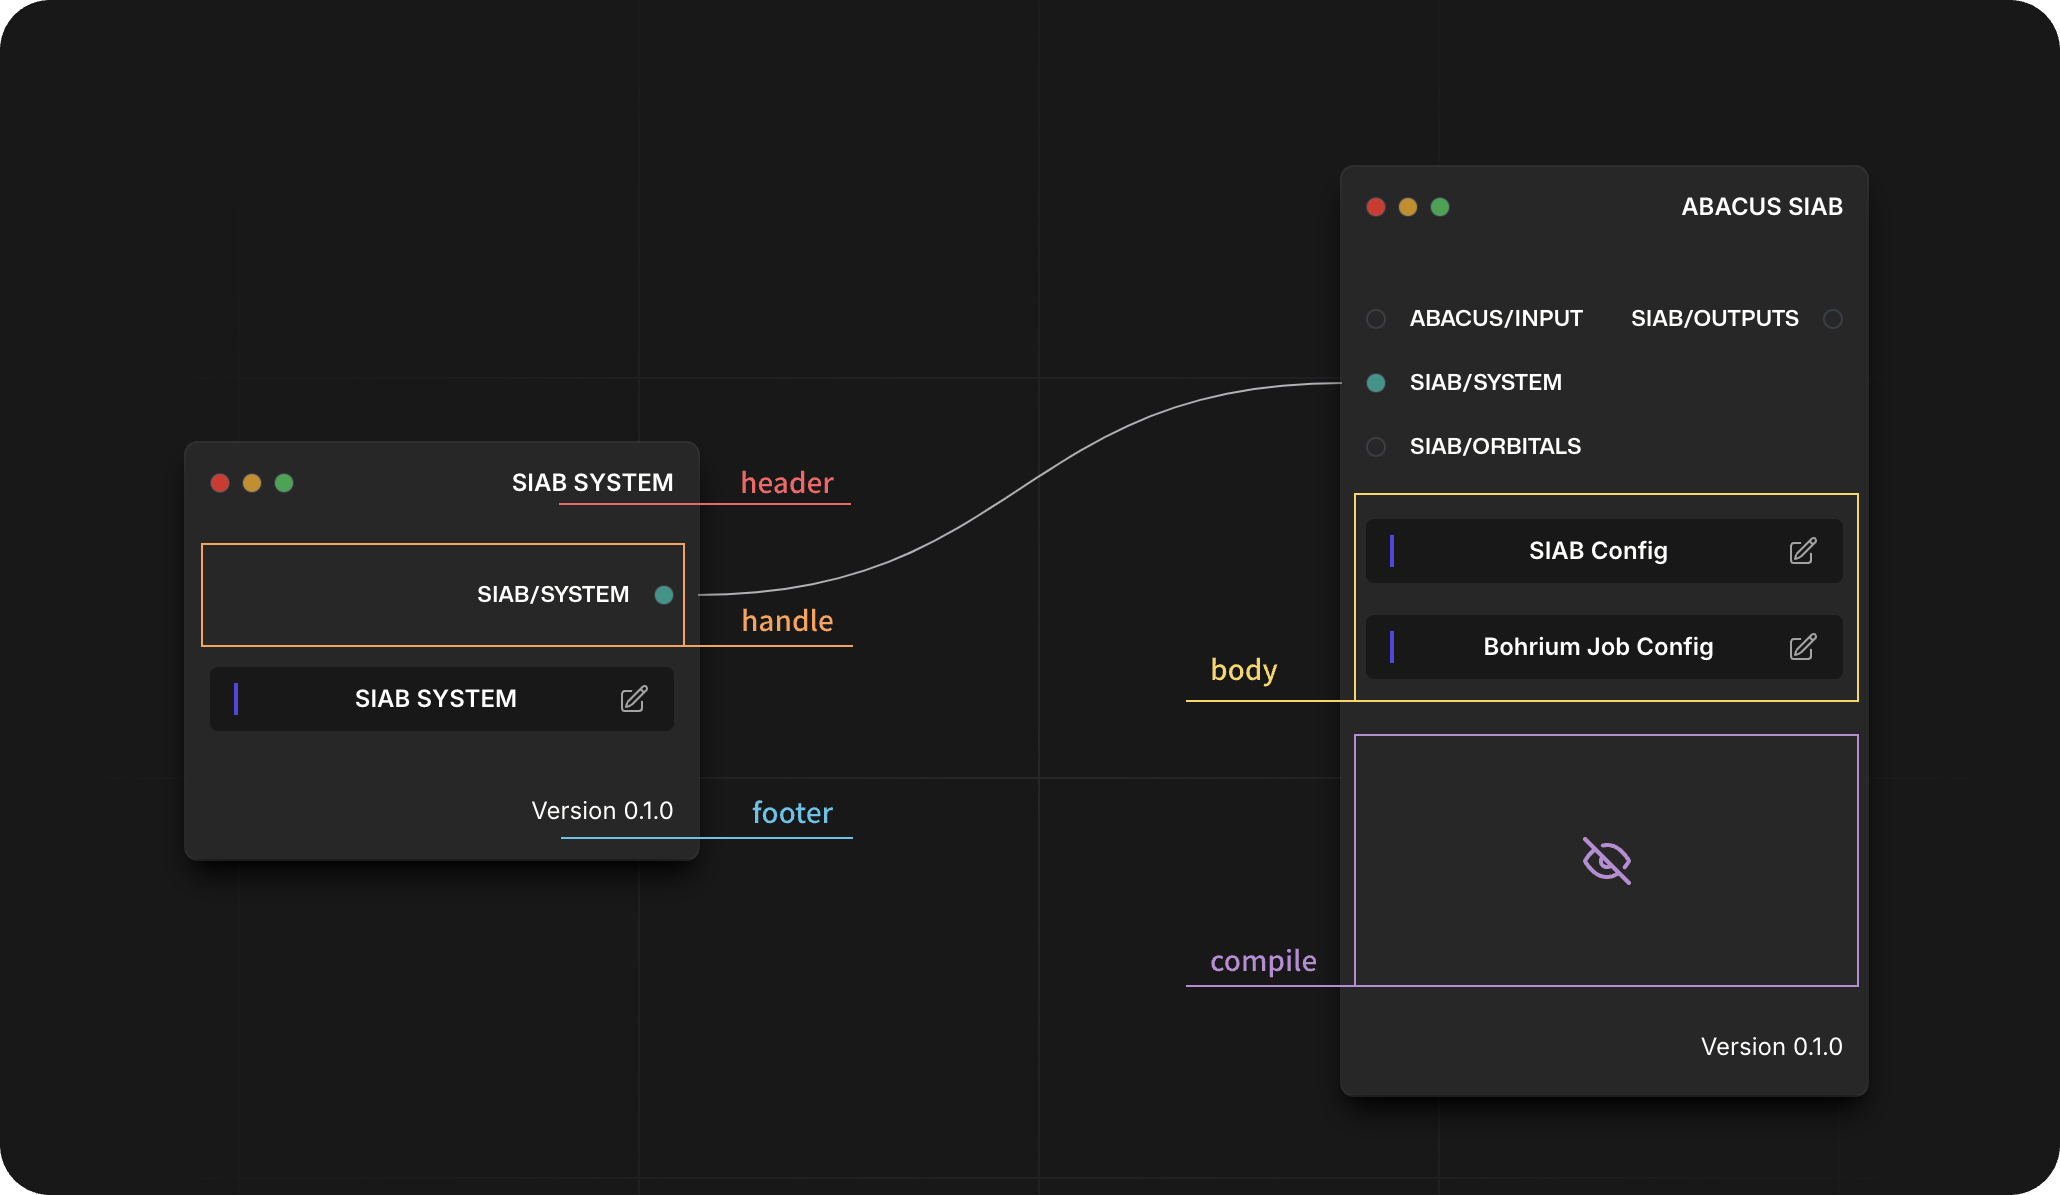 SIAB SYSTEM
header
SIAB/SYSTEM
handle
SIAB SYSTEM
Version 0.1.0
footer
ABACUS SIAB
ABACUS/INPUT SIAB/OUTPUTS
SIAB/SYSTEM
SIAB/ORBITALS
SIAB Config
Bohrium Job Config
body
compile
Version 0.1.0